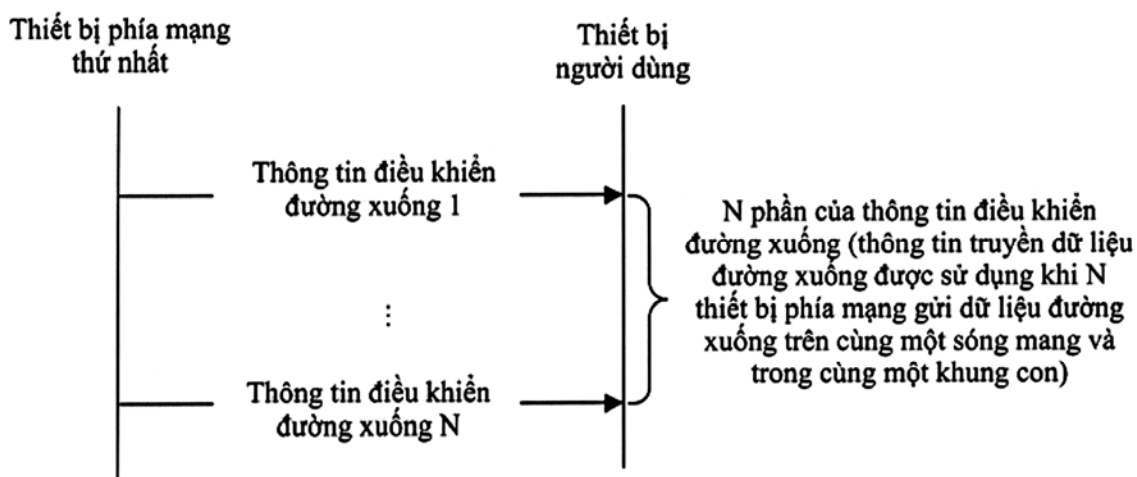 Thiết bị phía mạng
thứ nhất
Thiết bị
người dùng
Thông tin điều khiển
đường xuống 1
⋮
Thông tin điều khiển
đường xuống N
N phần của thông tin điều khiển
đường xuống (thông tin truyền dữ liệu
đường xuống được sử dụng khi N
thiết bị phía mạng gửi dữ liệu đường
xuống trên cùng một sóng mang và
trong cùng một khung con)